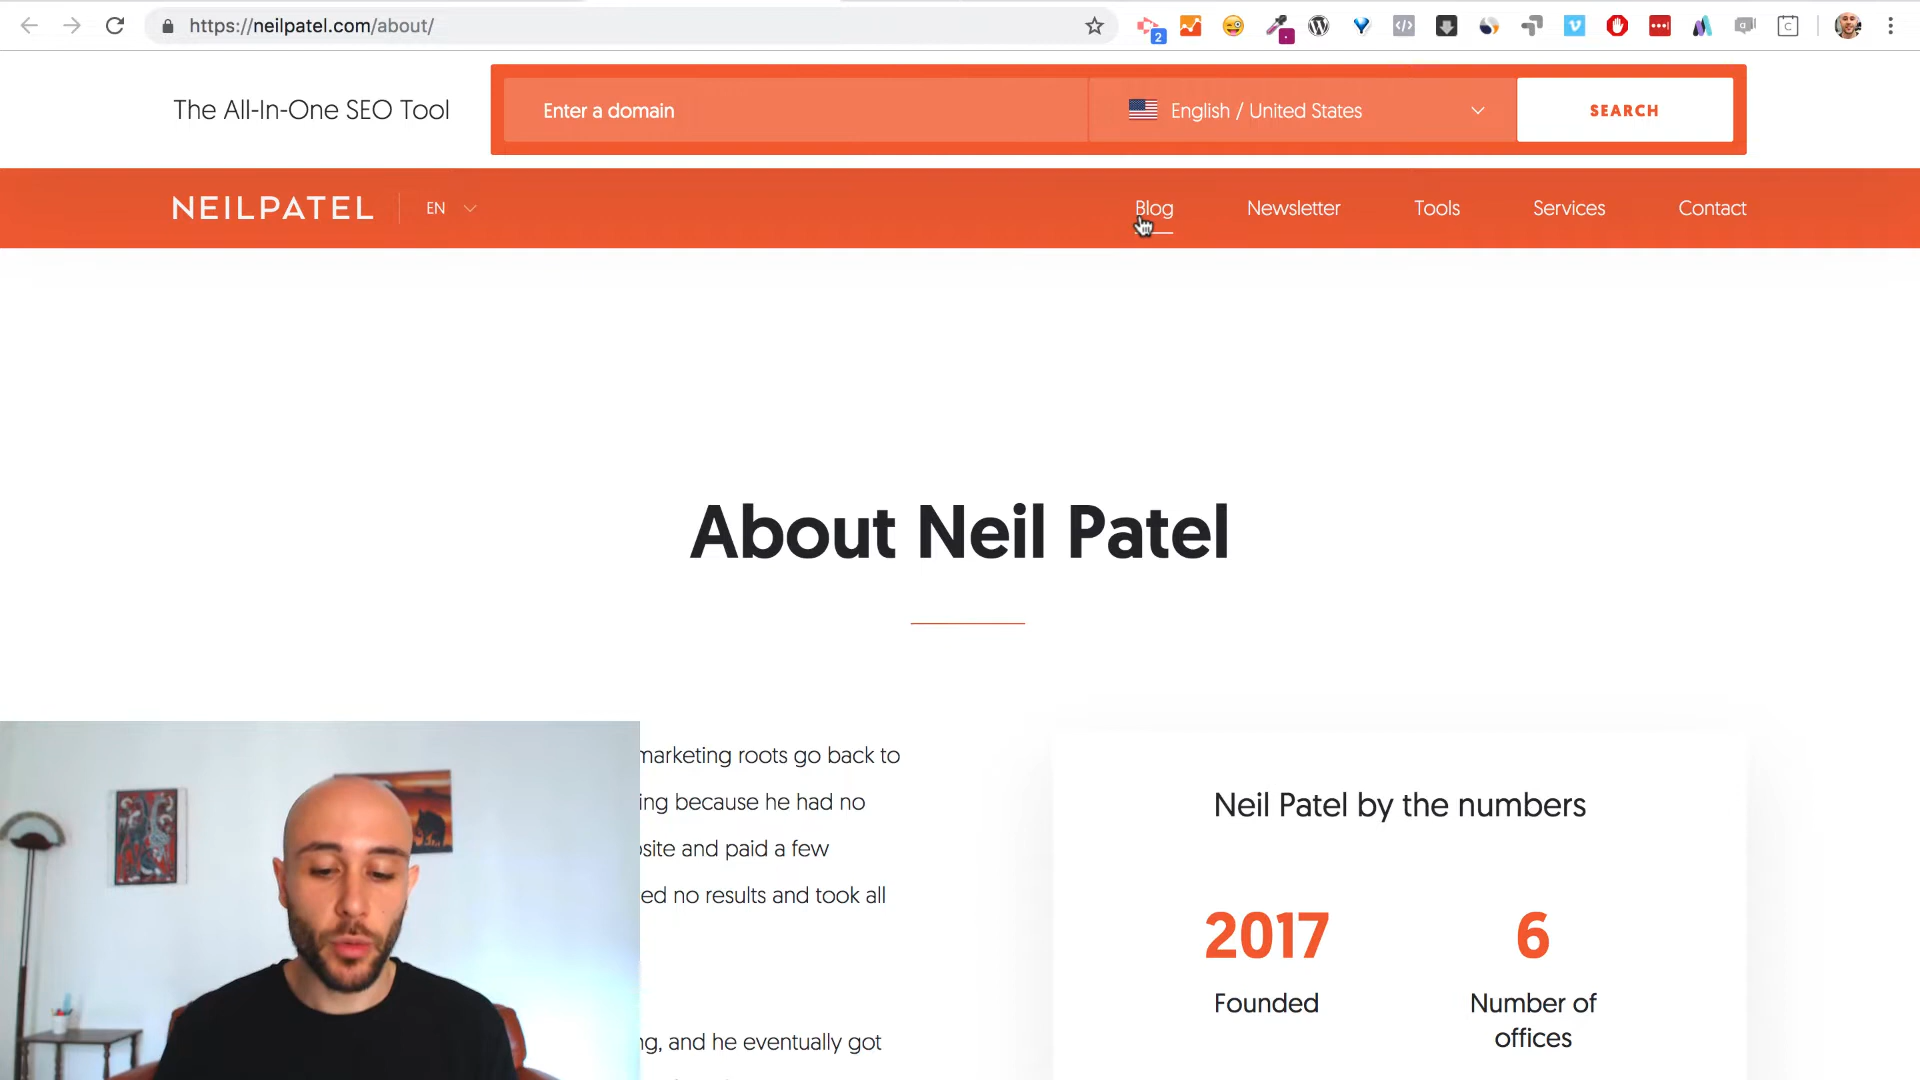 https://neilpatel.com/about/
2
The All-In-One SEO Tool
Enter a domain
English / United States
SEARCH
NEILPATEL
EN
Blog
Newsletter
Tools
Services
Contact
About Neil Patel
marketing roots go back to
ing because he had no
site and paid a few
ed no results and took all
ng, and he eventually got
Neil Patel by the numbers
2017
Founded
6
Number of
offices